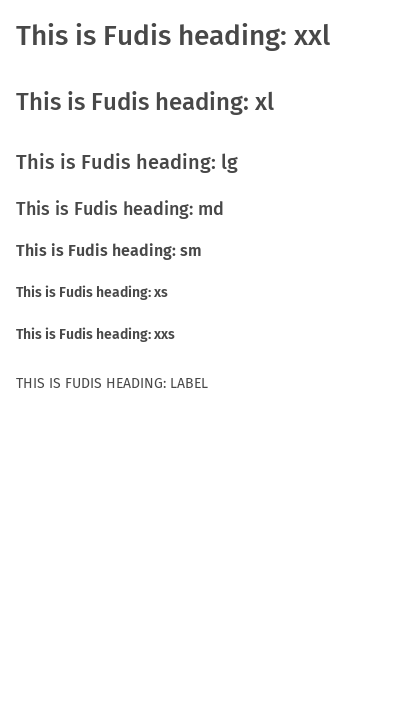 This is Fudis heading: xxl
This is Fudis heading: xl
This is Fudis heading: lg
This is Fudis heading: md
This is Fudis heading: sm
This is Fudis heading: xs
This is Fudis heading: xxs
THIS IS FUDIS HEADING: LABEL